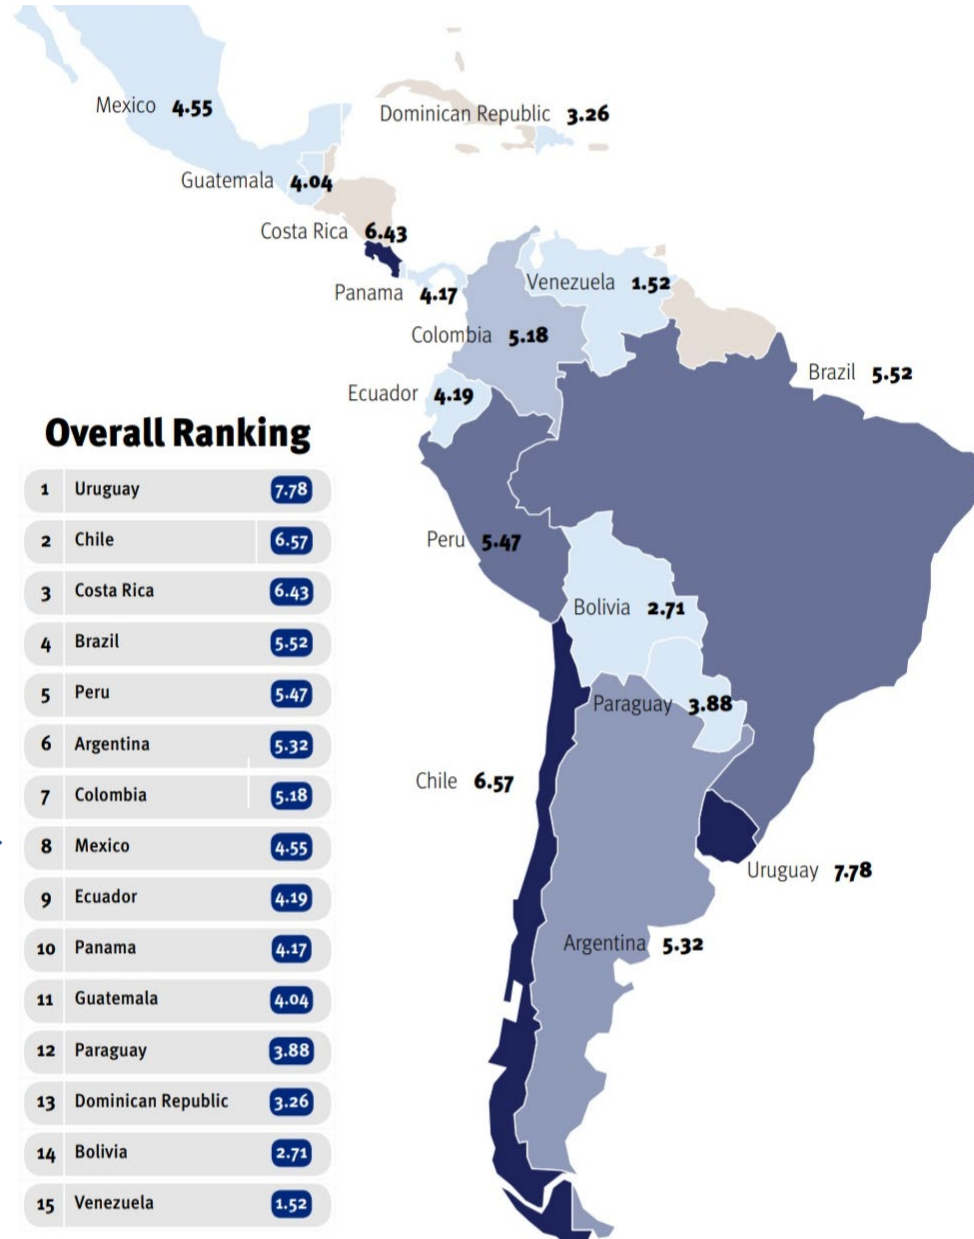 Mexico 4.55
Dominican Republic 3.26
Guatemala 4.04
Costa Rica 6.43
Venezuela 1.52
Panama 4.17
Colombia 5.18
Brazil 5.52
Ecuador 4.19
Peru 5.47
Bolivia 2.71
Paraguay 3.88
Chile 6.57
Uruguay 7.78
Argentina 5.32
Overall Ranking
1 Uruguay 7.78
2 Chile 6.57
3 Costa Rica 6.43
4 Brazil 5.52
5 Peru 5.47
6 Argentina 5.32
7 Colombia 5.18
8 Mexico 4.55
9 Ecuador 4.19
10 Panama 4.17
11 Guatemala 4.04
12 Paraguay 3.88
13 Dominican Republic 3.26
14 Bolivia 2.71
15 Venezuela 1.52